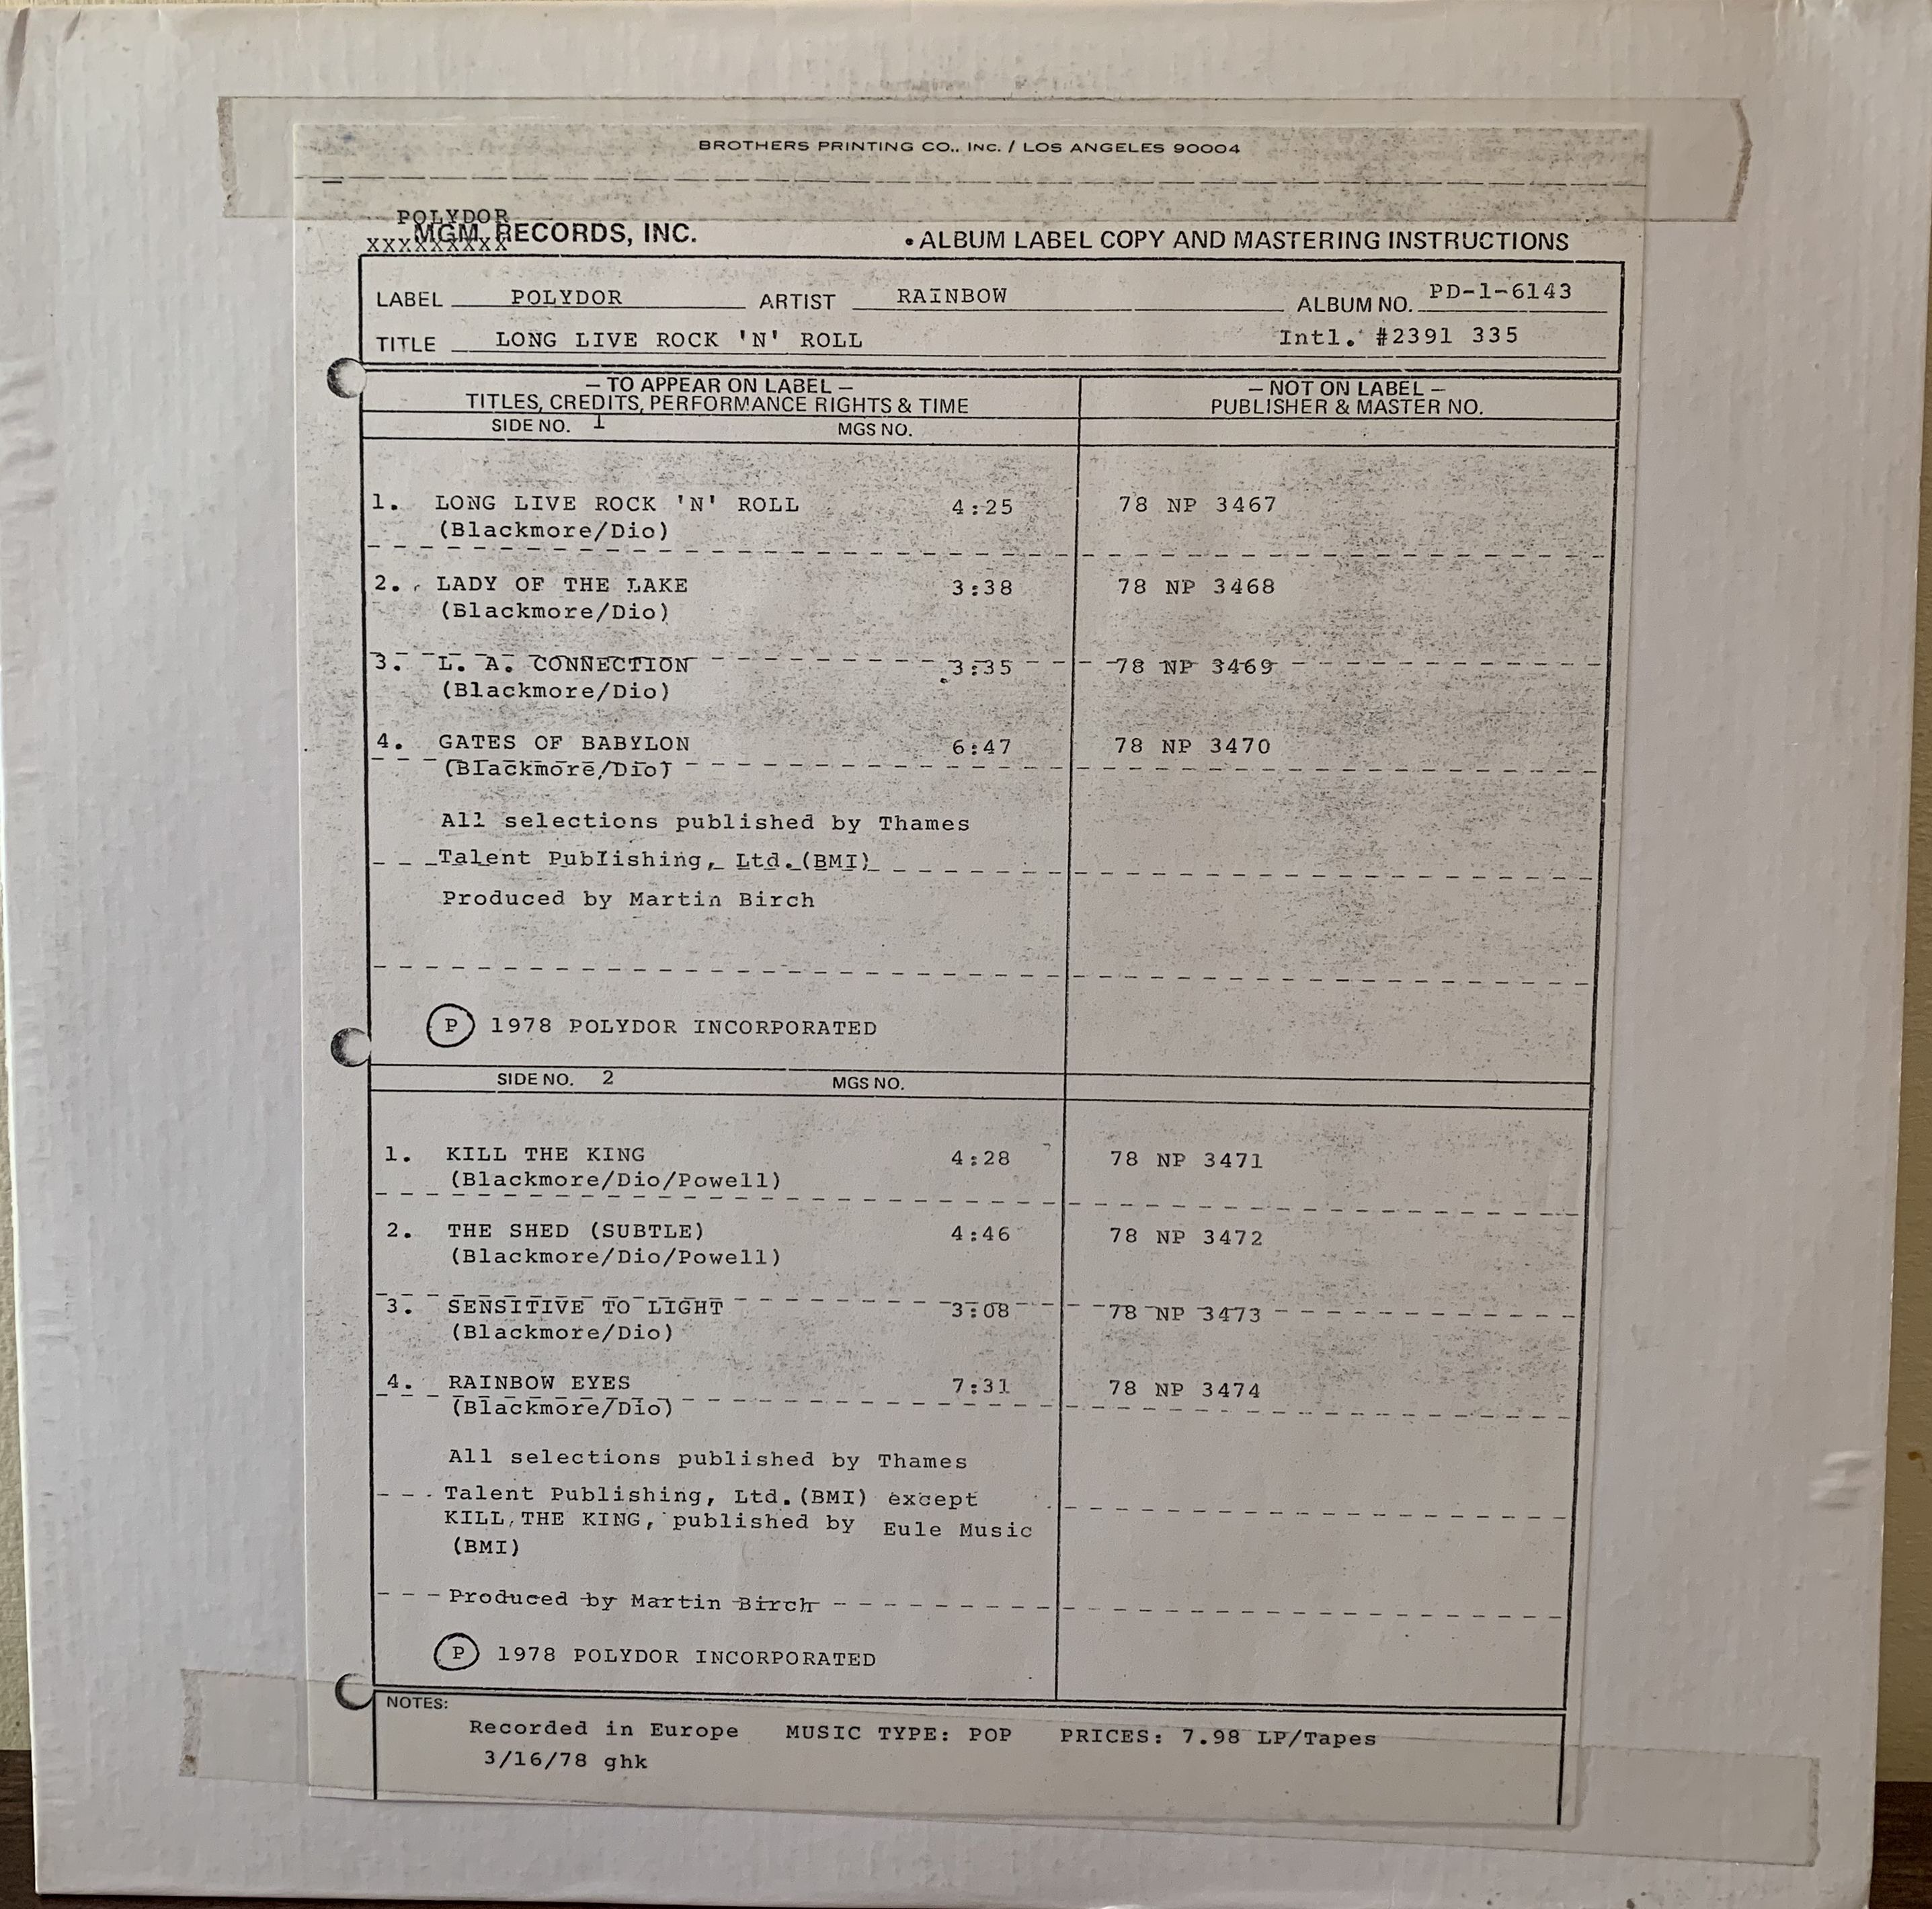 BROTHERS PRINTING CO., INC. / LOS ANGELES 90004
POLYDOR
XXXXXXXXX
MGM RECORDS, INC. • ALBUM LABEL COPY AND MASTERING INSTRUCTIONS
LABEL POLYDOR ARTIST RAINBOW ALBUM NO. PD-1-6143
TITLE LONG LIVE ROCK 'N' ROLL Intl. #2391 335
— TO APPEAR ON LABEL — — NOT ON LABEL —
TITLES, CREDITS, PERFORMANCE RIGHTS & TIME PUBLISHER & MASTER NO.
SIDE NO. 1 MGS NO.
1. LONG LIVE ROCK 'N' ROLL 4:25 78 NP 3467
(Blackmore/Dio)
2. LADY OF THE LAKE 3:38 78 NP 3468
(Blackmore/Dio)
3. L. A. CONNECTION 3:35 78 NP 3469
(Blackmore/Dio)
4. GATES OF BABYLON 6:47 78 NP 3470
(Blackmore/Dio)
All selections published by Thames
Talent Publishing, Ltd.(BMI)
Produced by Martin Birch
P 1978 POLYDOR INCORPORATED
SIDE NO. 2 MGS NO.
1. KILL THE KING 4:28 78 NP 3471
(Blackmore/Dio/Powell)
2. THE SHED (SUBTLE) 4:46 78 NP 3472
(Blackmore/Dio/Powell)
3. SENSITIVE TO LIGHT 3:08 78 NP 3473
(Blackmore/Dio)
4. RAINBOW EYES 7:31 78 NP 3474
(Blackmore/Dio)
All selections published by Thames
Talent Publishing, Ltd.(BMI) except
KILL THE KING, published by Eule Music
(BMI)
Produced by Martin Birch
P 1978 POLYDOR INCORPORATED
NOTES:
Recorded in Europe MUSIC TYPE: POP PRICES: 7.98 LP/Tapes
3/16/78 ghk